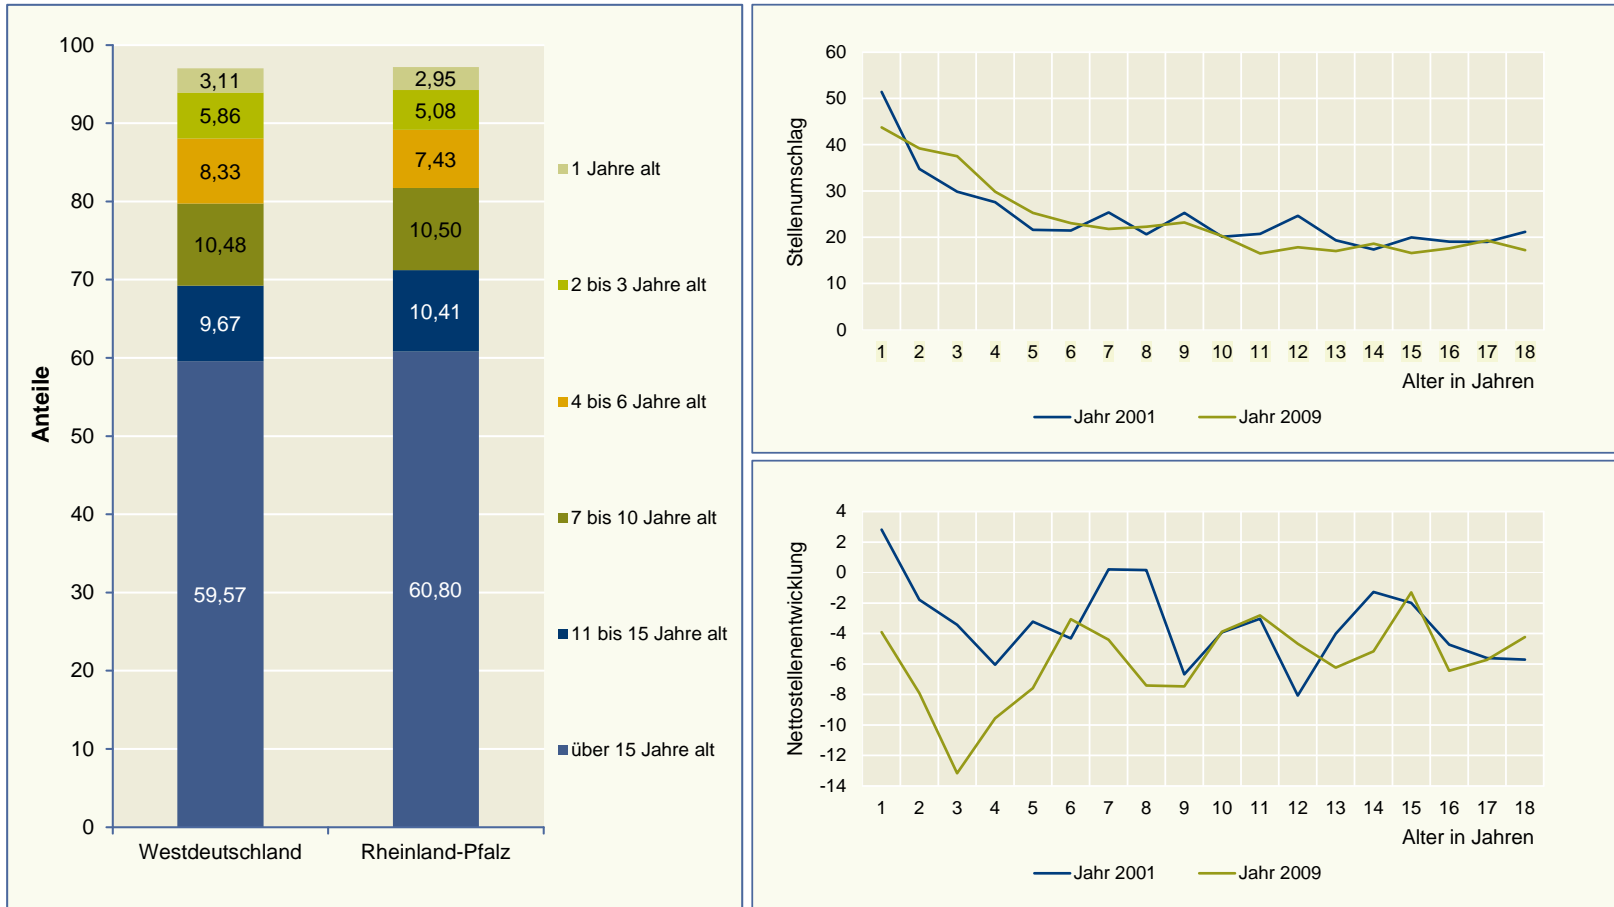 Anteile
100
90
80
70
60
50
40
30
20
10
0
3,11
5,86
8,33
10,48
9,67
59,57
2,95
5,08
7,43
10,50
10,41
60,80
Westdeutschland
Rheinland-Pfalz
1 Jahre alt
2 bis 3 Jahre alt
4 bis 6 Jahre alt
7 bis 10 Jahre alt
11 bis 15 Jahre alt
über 15 Jahre alt
Stellenumschlag
60
50
40
30
20
10
0
1 2 3 4 5 6 7 8 9 10 11 12 13 14 15 16 17 18
Alter in Jahren
Jahr 2001 Jahr 2009
Nettostellenentwicklung
4
2
0
-2
-4
-6
-8
-10
-12
-14
1 2 3 4 5 6 7 8 9 10 11 12 13 14 15 16 17 18
Alter in Jahren
Jahr 2001 Jahr 2009